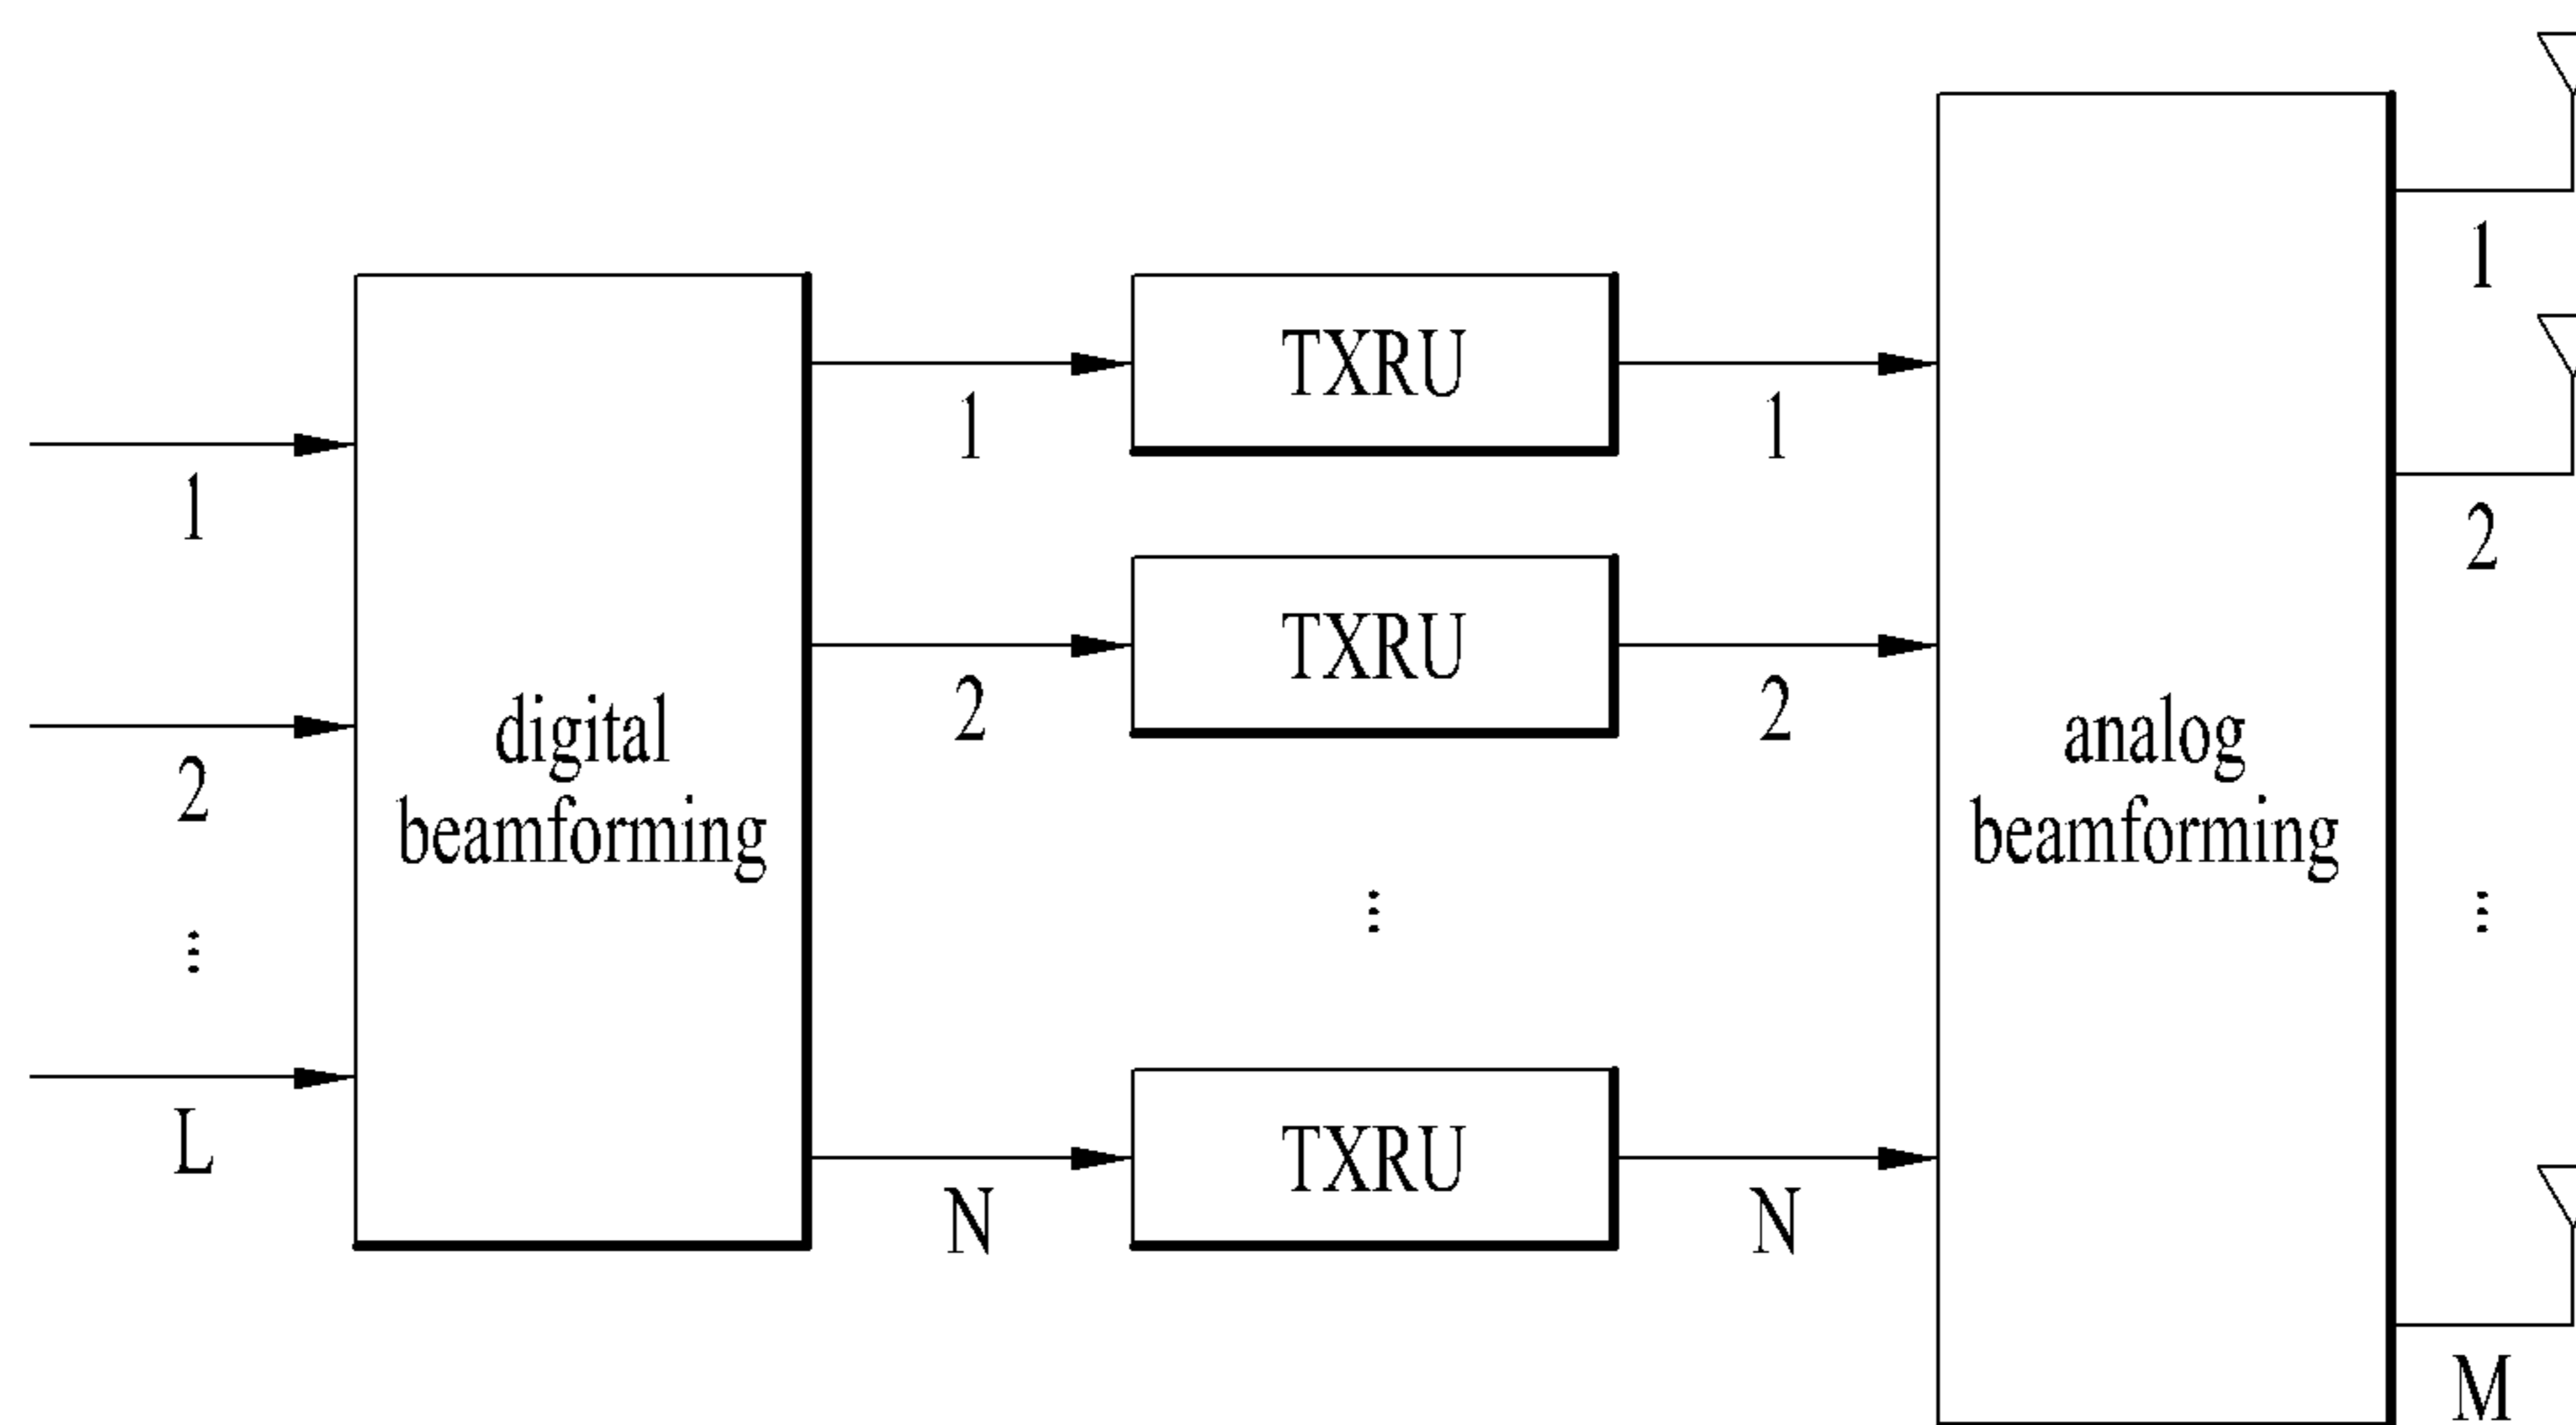 1
2
⋮
L
digital
beamforming
1
2
N
TXRU
TXRU
⋮
TXRU
1
2
N
analog
beamforming
1
2
⋮
M